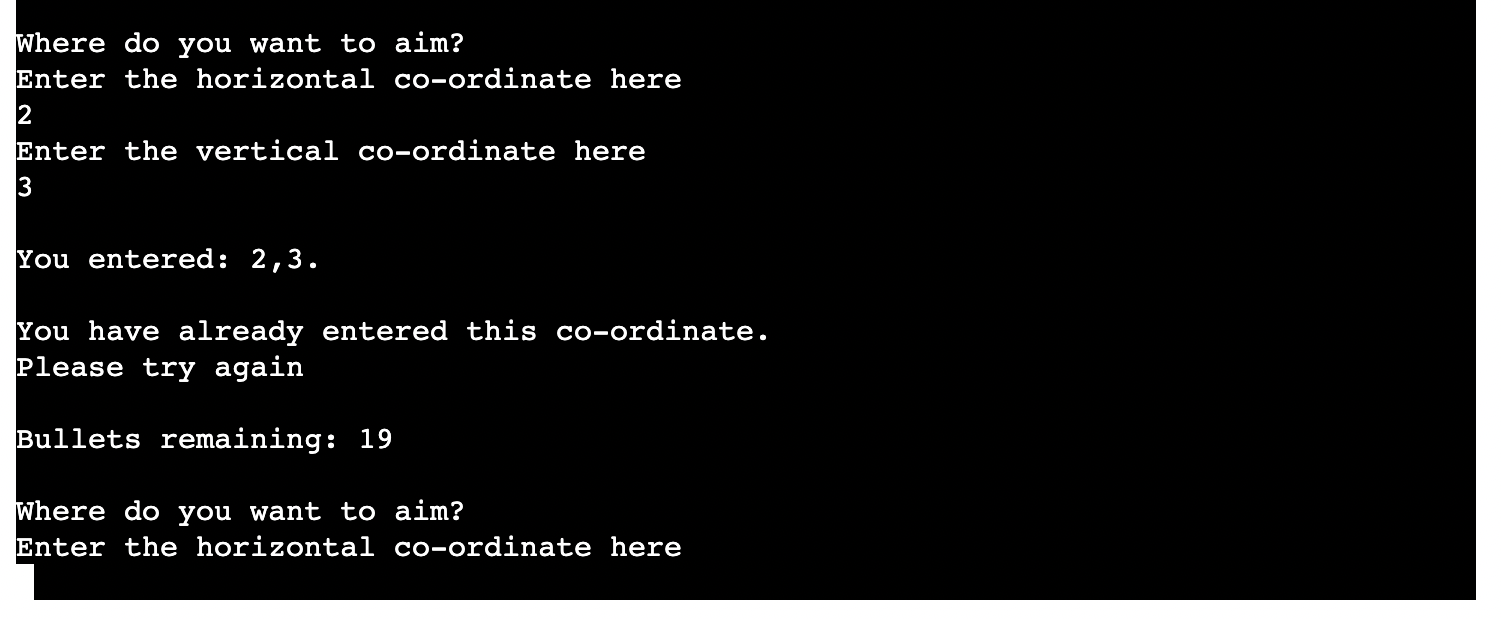 Where do you want to aim?
Enter the horizontal co-ordinate here
2
Enter the vertical co-ordinate here
3
You entered: 2,3.
You have already entered this co-ordinate.
Please try again
Bullets remaining: 19
Where do you want to aim?
Enter the horizontal co-ordinate here